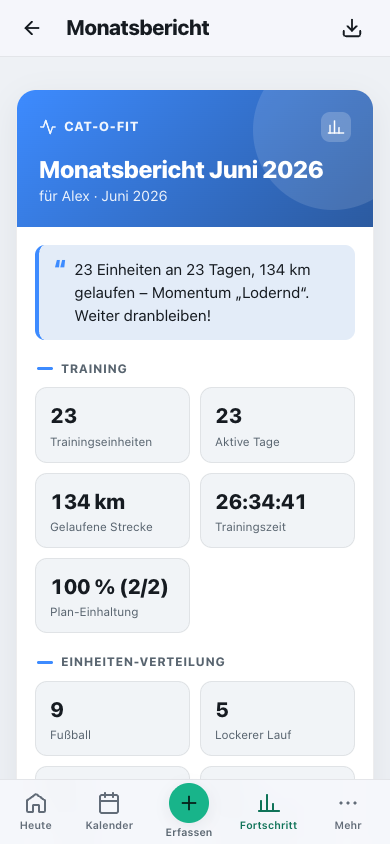 Monatsbericht
CAT-O-FIT
Monatsbericht Juni 2026
für Alex · Juni 2026
" 23 Einheiten an 23 Tagen, 134 km
gelaufen – Momentum „Lodernd“.
Weiter dranbleiben!
TRAINING
23
Trainingseinheiten
23
Aktive Tage
134 km
Gelaufene Strecke
26:34:41
Trainingszeit
100 % (2/2)
Plan-Einhaltung
EINHEITEN-VERTEILUNG
9
Fußball
5
Lockerer Lauf
Heute
Kalender
Erfassen
Fortschritt
Mehr